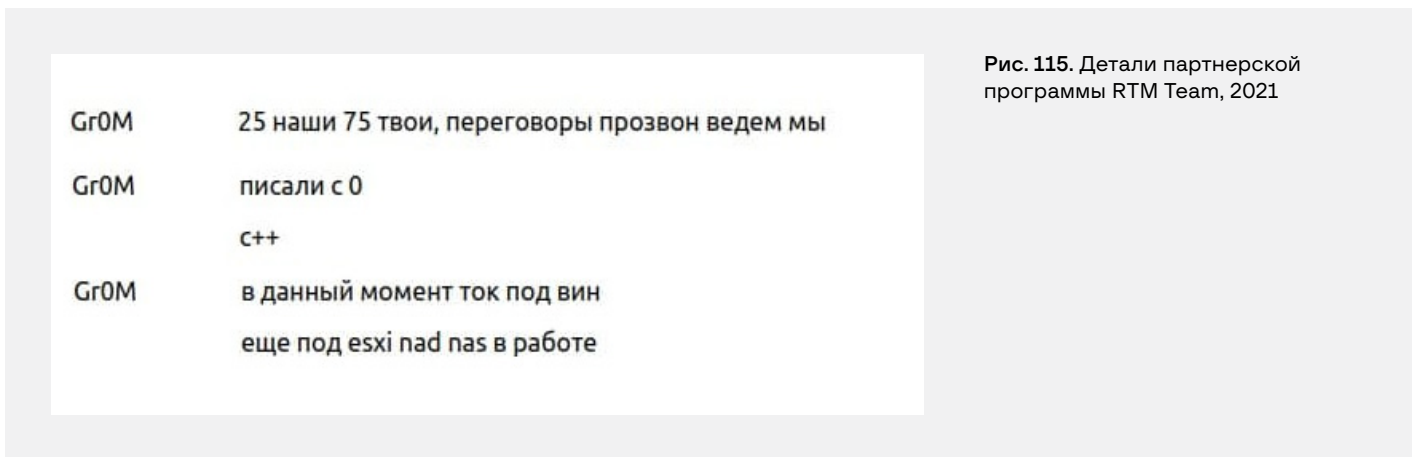 Gr0M 25 наши 75 твои, переговоры прозвон ведем мы
Gr0M писали с 0
с++
Gr0M в данный момент ток под вин
еще под esxi nad nas в работе
Рис. 115. Детали партнерской
программы RTM Team, 2021